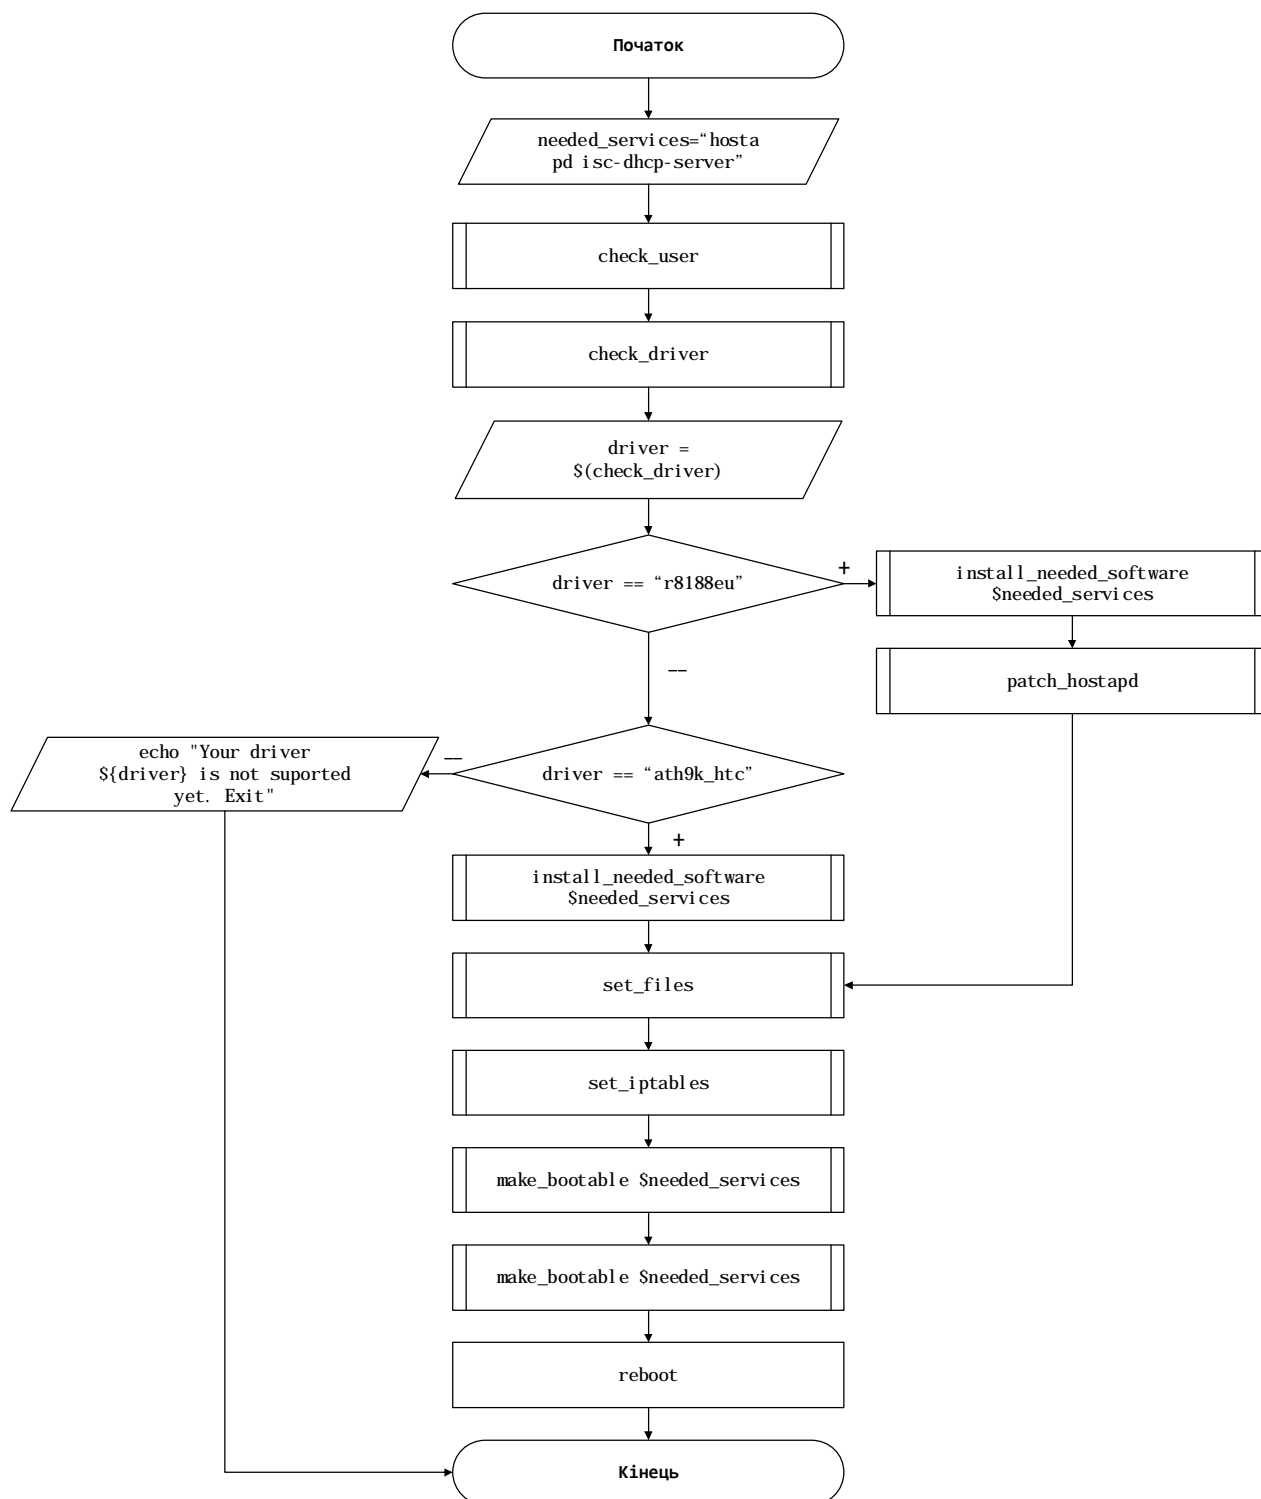 Початок
needed_services=“hosta
pd isc-dhcp-server”
check_user
check_driver
driver =
$(check_driver)
driver == “r8188eu”
+
install_needed_software
$needed_services
patch_hostapd
--
driver == “ath9k_htc”
--
echo "Your driver
${driver} is not suported
yet. Exit"
+
install_needed_software
$needed_services
set_files
set_iptables
make_bootable $needed_services
make_bootable $needed_services
reboot
Кінець